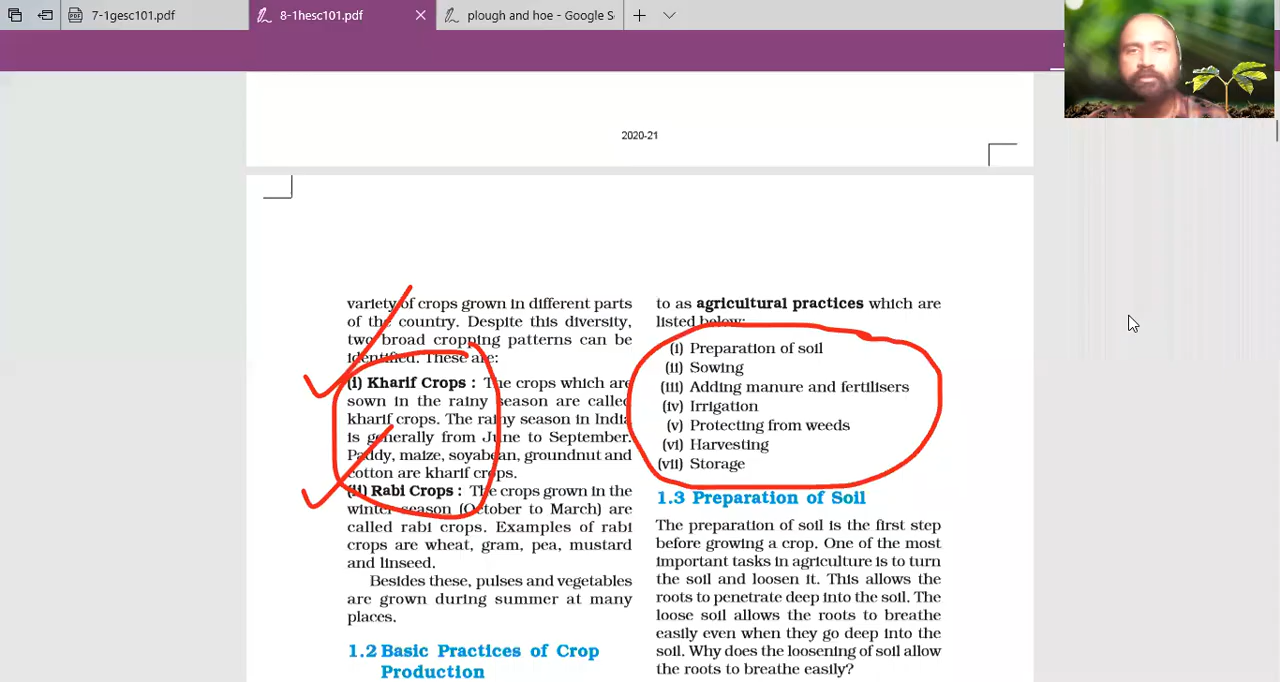 7-1gesc101.pdf
8-1hesc101.pdf
plough and hoe - Google S
2020-21
variety of crops grown in different parts
of the country. Despite this diversity,
two broad cropping patterns can be
identified. These are:
(i) Kharif Crops : The crops which are
sown in the rainy season are called
kharif crops. The rainy season in India
is generally from June to September.
Paddy, maize, soyabean, groundnut and
cotton are kharif crops.
(ii) Rabi Crops : The crops grown in the
winter season (October to March) are
called rabi crops. Examples of rabi
crops are wheat, gram, pea, mustard
and linseed.
Besides these, pulses and vegetables
are grown during summer at many
places.
1.2 Basic Practices of Crop
Production
to as agricultural practices which are
listed below:
(i) Preparation of soil
(ii) Sowing
(iii) Adding manure and fertilisers
(iv) Irrigation
(v) Protecting from weeds
(vi) Harvesting
(vii) Storage
1.3 Preparation of Soil
The preparation of soil is the first step
before growing a crop. One of the most
important tasks in agriculture is to turn
the soil and loosen it. This allows the
roots to penetrate deep into the soil. The
loose soil allows the roots to breathe
easily even when they go deep into the
soil. Why does the loosening of soil allow
the roots to breathe easily?